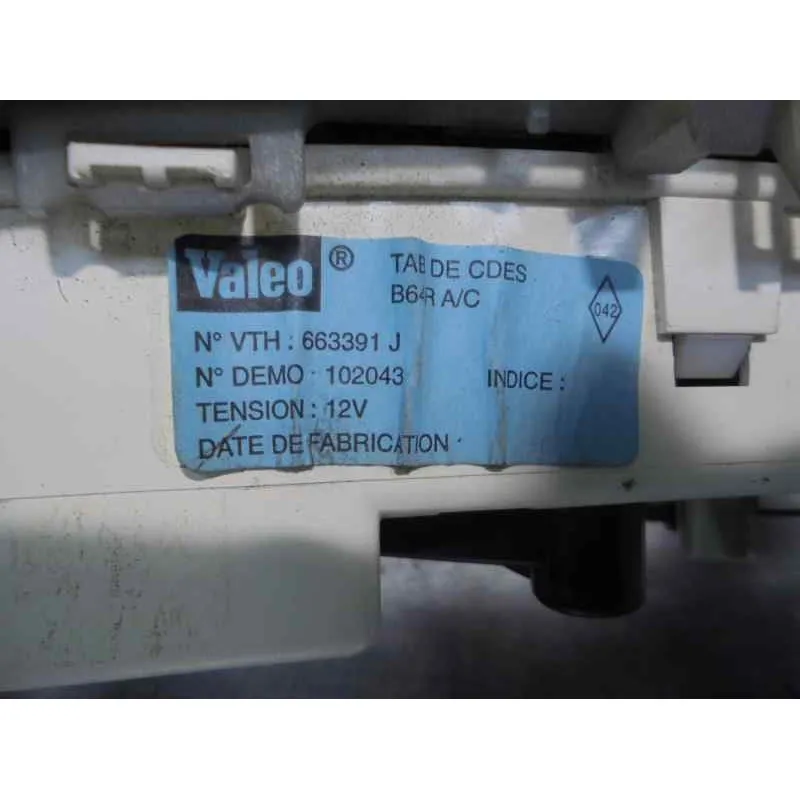 Valeo ® TAB DE CDES
B64R A/C
042
N° VTH : 663391 J
N° DEMO : 102043 INDICE :
TENSION : 12V
DATE DE FABRICATION :